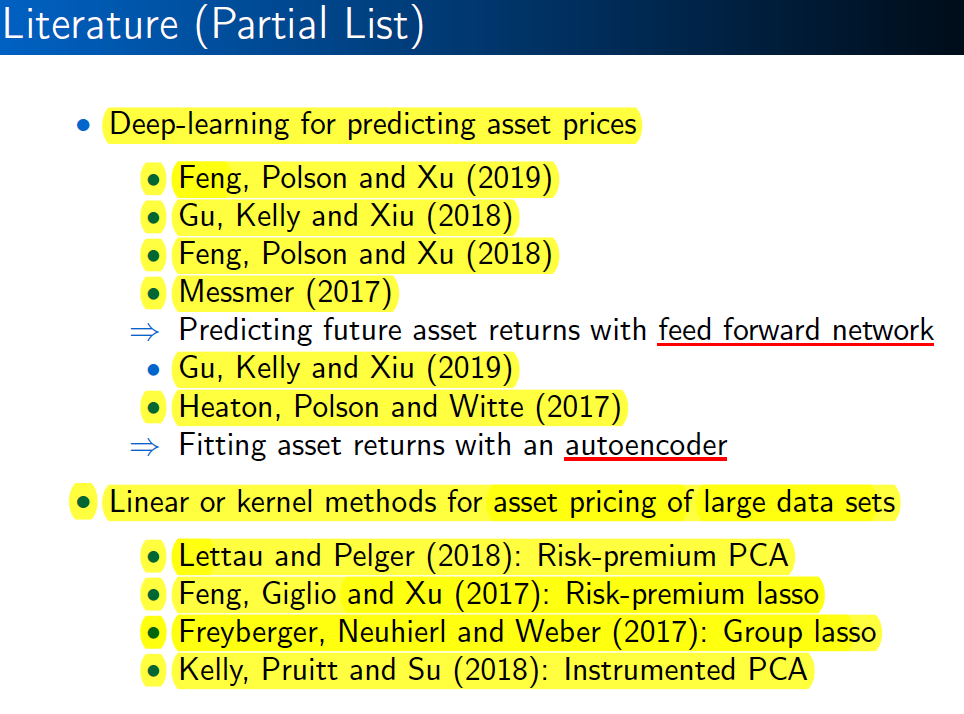 Literature (Partial List)
• Deep-learning for predicting asset prices
• Feng, Polson and Xu (2019)
• Gu, Kelly and Xiu (2018)
• Feng, Polson and Xu (2018)
• Messmer (2017)
⇒ Predicting future asset returns with feed forward network
• Gu, Kelly and Xiu (2019)
• Heaton, Polson and Witte (2017)
⇒ Fitting asset returns with an autoencoder
• Linear or kernel methods for asset pricing of large data sets
• Lettau and Pelger (2018): Risk-premium PCA
• Feng, Giglio and Xu (2017): Risk-premium lasso
• Freyberger, Neuhierl and Weber (2017): Group lasso
• Kelly, Pruitt and Su (2018): Instrumented PCA